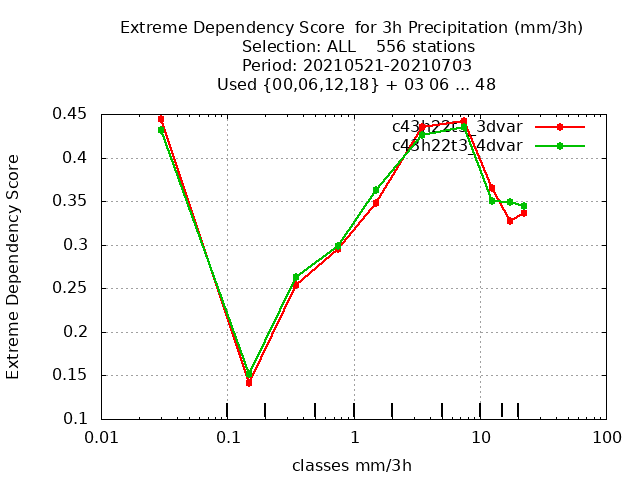 Extreme Dependency Score  for 3h Precipitation (mm/3h)
Selection: ALL    556 stations
Period: 20210521-20210703
Used {00,06,12,18} + 03 06 ... 48
c43h22t3_3dvar
c43h22t3_4dvar
Extreme Dependency Score
0.45
0.4
0.35
0.3
0.25
0.2
0.15
0.1
0.01 0.1 1 10 100
classes mm/3h